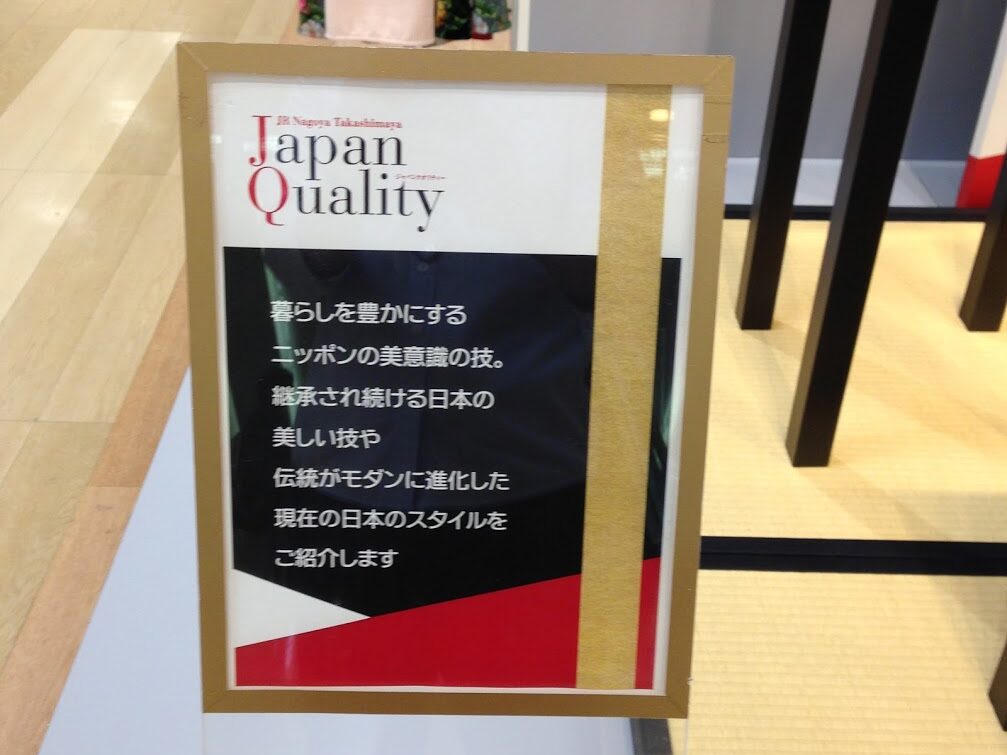 JR Nagoya Takashimaya
Japan
ジャパンクオリティー
Quality
暮らしを豊かにする
ニッポンの美意識の技。
継承され続ける日本の
美しい技や
伝統がモダンに進化した
現在の日本のスタイルを
ご紹介します